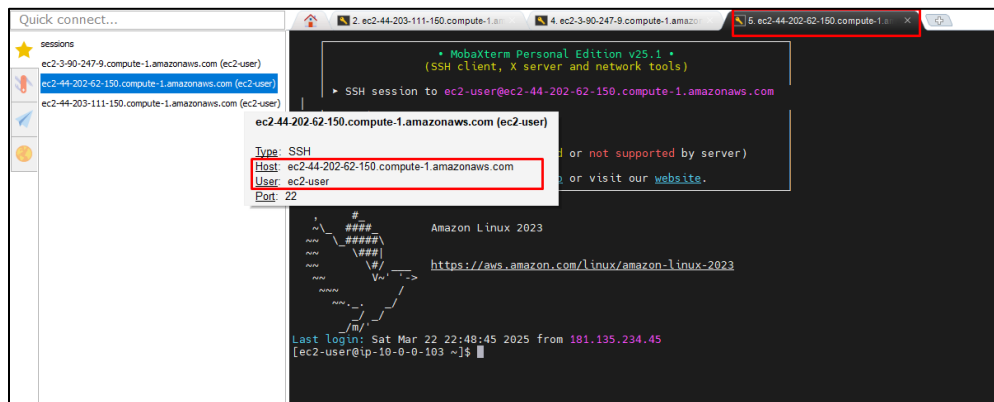 Quick connect...
2. ec2-44-203-111-150.compute-1.am
4. ec2-3-90-247-9.compute-1.amazon
5. ec2-44-202-62-150.compute-1.a
sessions
ec2-3-90-247-9.compute-1.amazonaws.com (ec2-user)
ec2-44-202-62-150.compute-1.amazonaws.com (ec2-user)
ec2-44-203-111-150.compute-1.amazonaws.com (ec2-user)
• MobaXterm Personal Edition v25.1 •
(SSH client, X server and network tools)
► SSH session to ec2-user@ec2-44-202-62-150.compute-1.amazonaws.com
ec2-44-202-62-150.compute-1.amazonaws.com (ec2-user)
Type: SSH
Host: ec2-44-202-62-150.compute-1.amazonaws.com
User: ec2-user
Port: 22
d or not supported by server)
or visit our website.
,     #_
~\_  ####_        Amazon Linux 2023
~~  \_#####\
~~     \###|
~~       \#/ ___   https://aws.amazon.com/linux/amazon-linux-2023
~~       V~' '->
~~~         /
~~._.   _/
_/ _/
_/m/'
Last login: Sat Mar 22 22:48:45 2025 from 181.135.234.45
[ec2-user@ip-10-0-0-103 ~]$